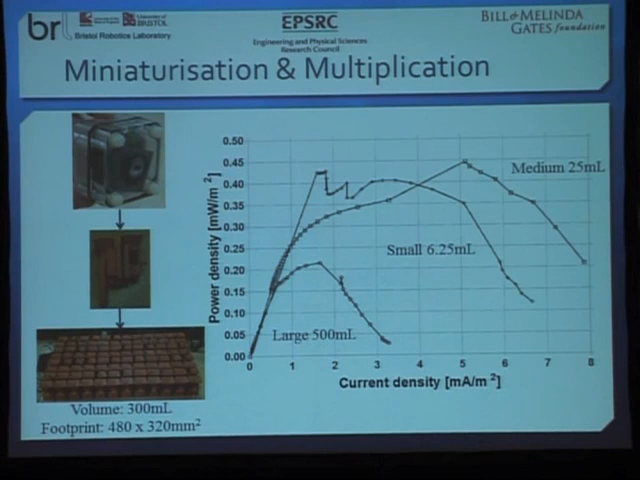 brl
Bristol Robotics Laboratory
University of
BRISTOL
EPSRC
Engineering and Physical Sciences
Research Council
BILL & MELINDA
GATES foundation
Miniaturisation & Multiplication
Volume: 300mL
Footprint: 480 x 320mm²
Power density [mW/m²]
0.50
0.45
0.40
0.35
0.30
0.25
0.20
0.15
0.10
0.05
0.00
Medium 25mL
Small 6.25mL
Large 500mL
0 1 2 3 4 5 6 7 8
Current density [mA/m²]